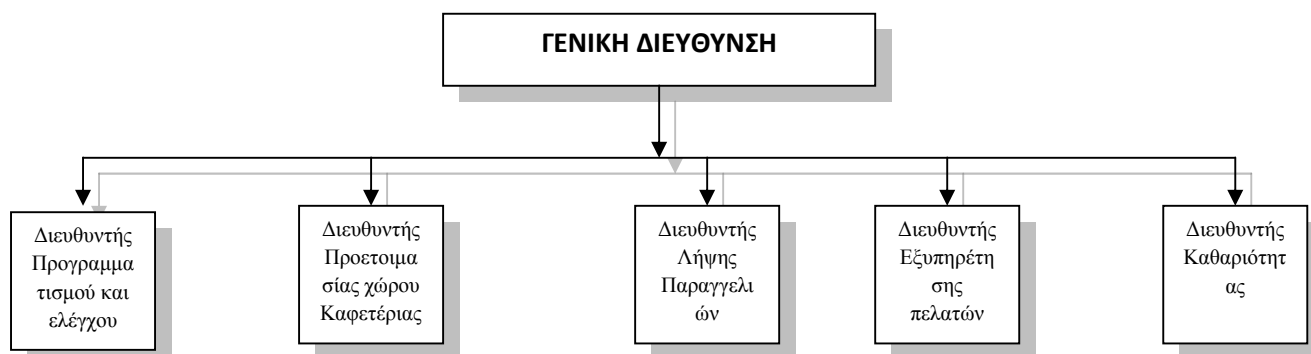 ΓΕΝΙΚΗ ΔΙΕΥΘΥΝΣΗ
Διευθυντής
Προγραμμα
τισμού και
ελέγχου
Διευθυντής
Προετοιμα
σίας χώρου
Καφετέριας
Διευθυντής
Λήψης
Παραγγελι
ών
Διευθυντής
Εξυπηρέτη
σης
πελατών
Διευθυντής
Καθαριότητ
ας